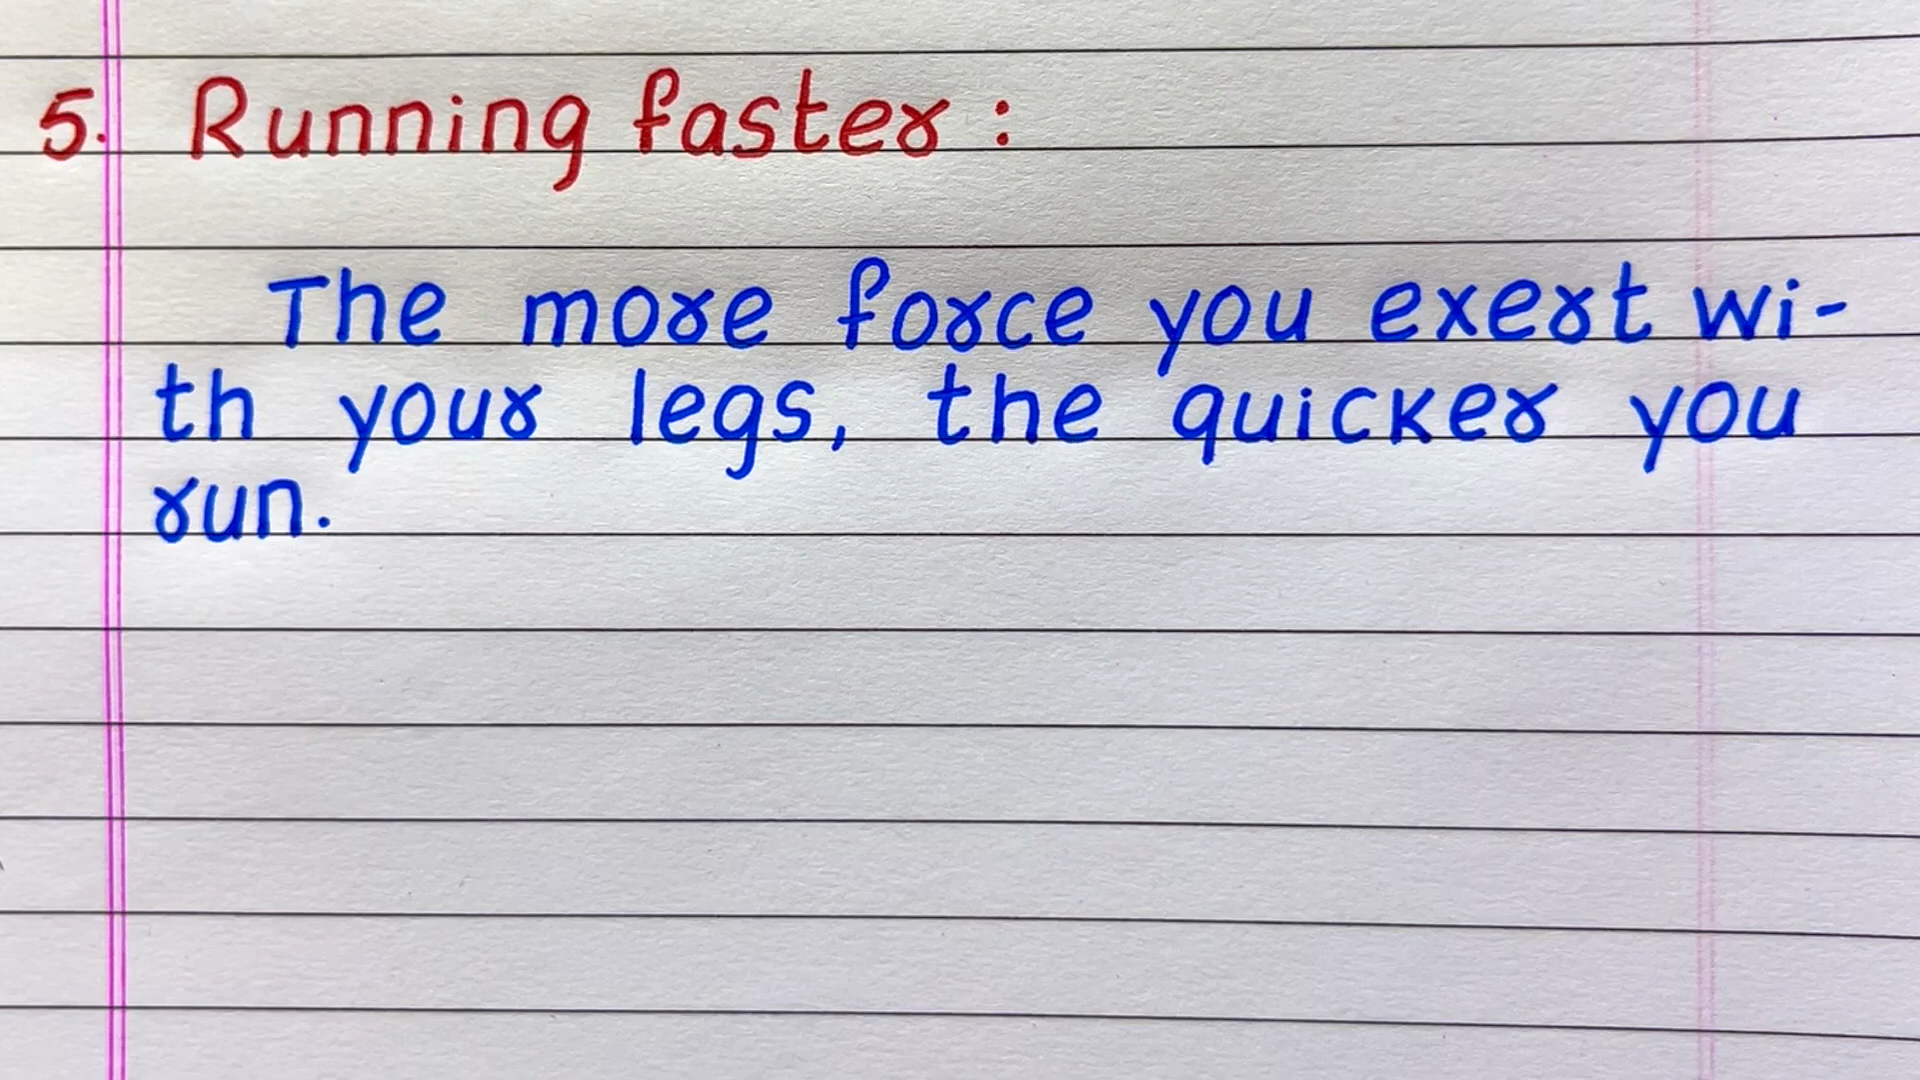 5. Running faster :
The more force you exert wi-
th your legs, the quicker you
run.